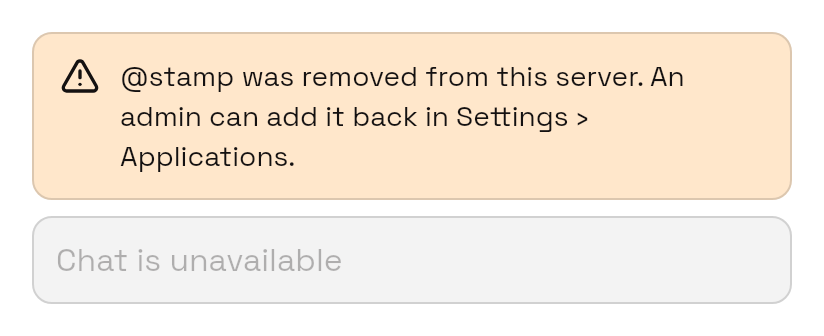 @stamp was removed from this server. An
admin can add it back in Settings >
Applications.
Chat is unavailable